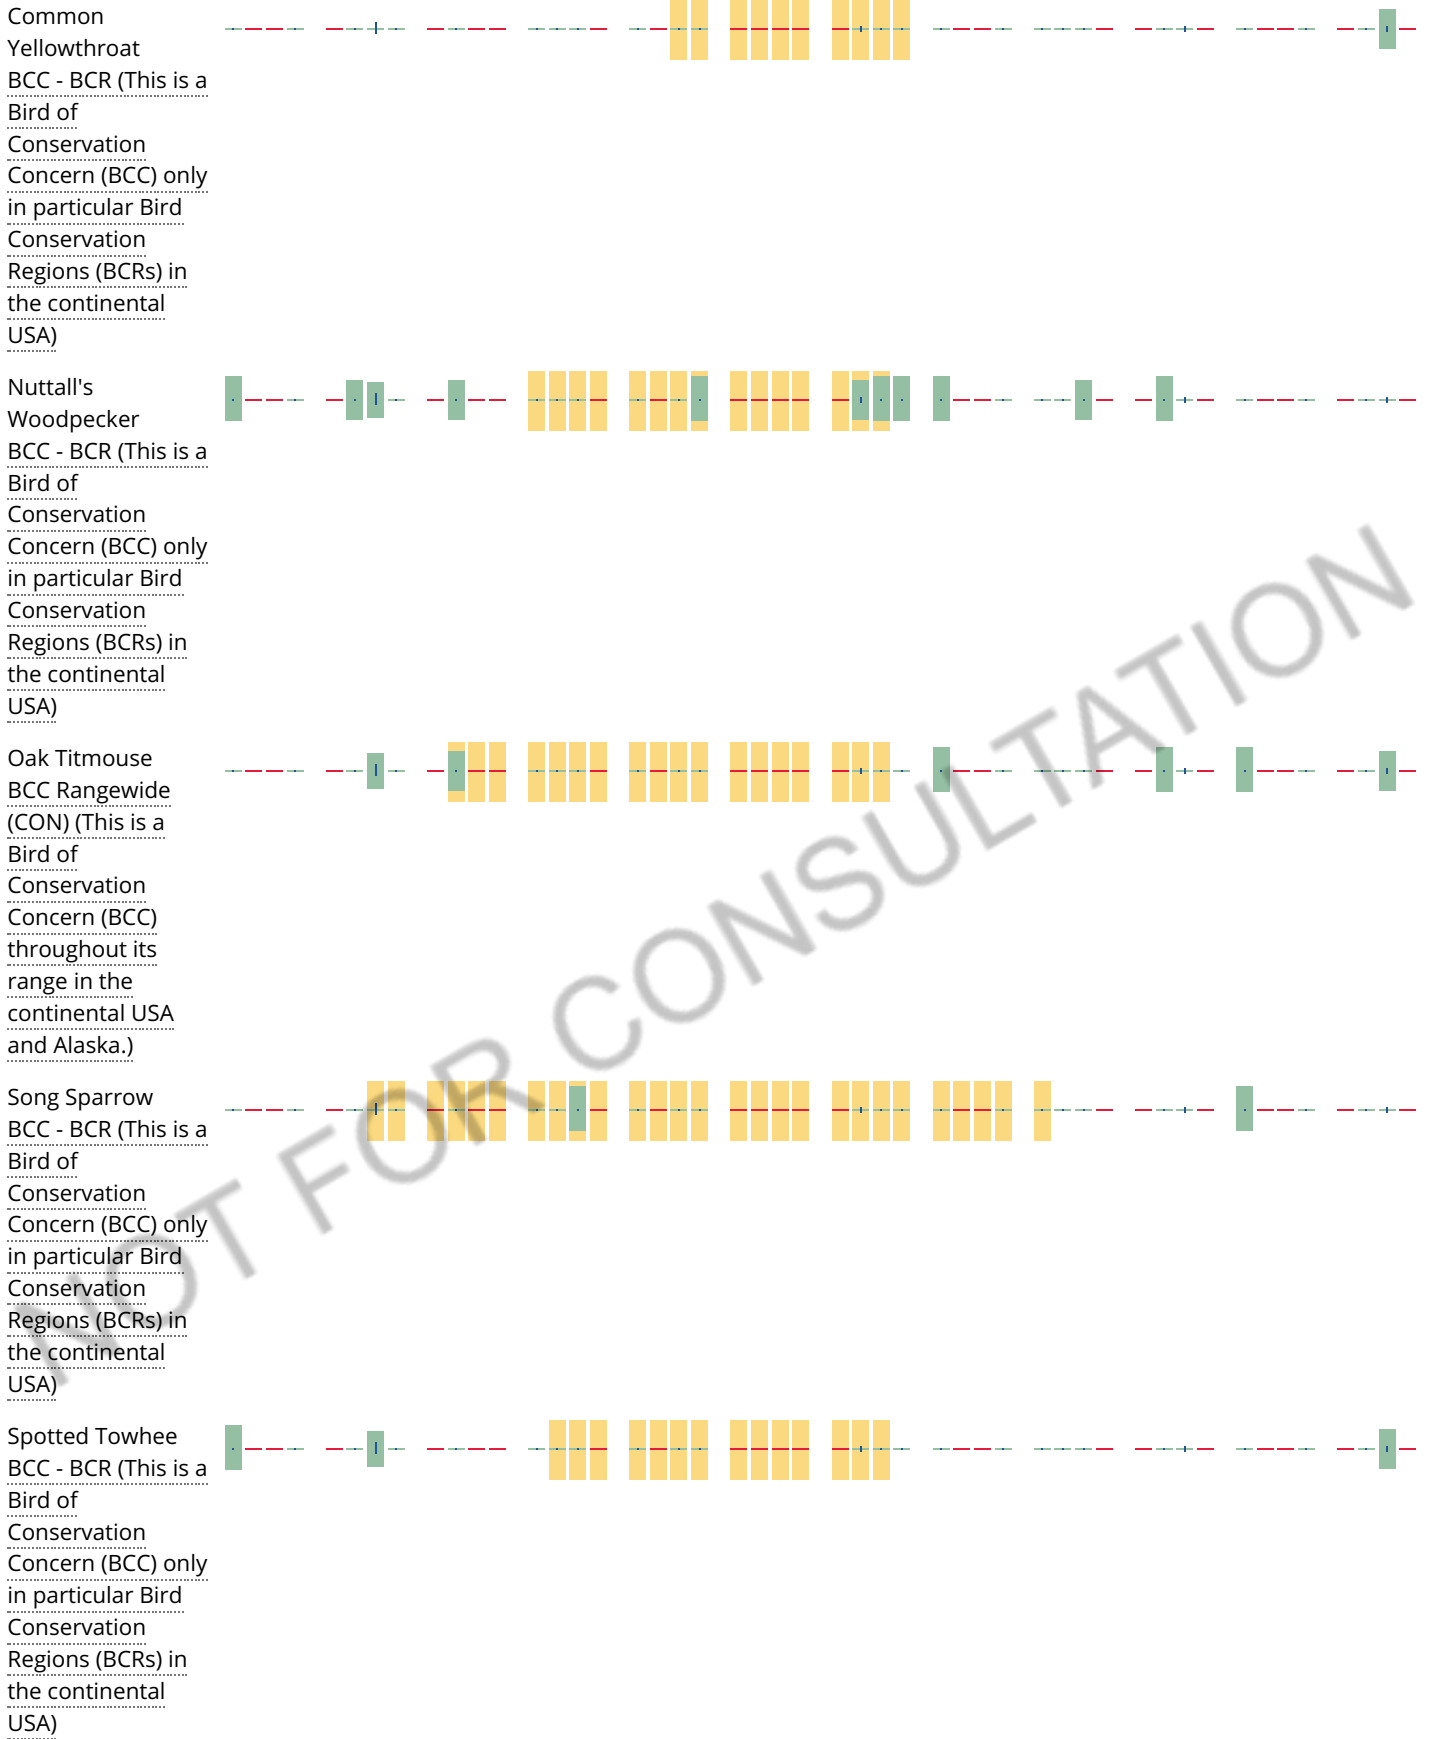 Common
Yellowthroat
BCC - BCR (This is a
Bird of
Conservation
Concern (BCC) only
in particular Bird
Conservation
Regions (BCRs) in
the continental
USA)
Nuttall's
Woodpecker
BCC - BCR (This is a
Bird of
Conservation
Concern (BCC) only
in particular Bird
Conservation
Regions (BCRs) in
the continental
USA)
Oak Titmouse
BCC Rangewide
(CON) (This is a
Bird of
Conservation
Concern (BCC)
throughout its
range in the
continental USA
and Alaska.)
Song Sparrow
BCC - BCR (This is a
Bird of
Conservation
Concern (BCC) only
in particular Bird
Conservation
Regions (BCRs) in
the continental
USA)
Spotted Towhee
BCC - BCR (This is a
Bird of
Conservation
Concern (BCC) only
in particular Bird
Conservation
Regions (BCRs) in
the continental
USA)
NOT FOR CONSULTATION